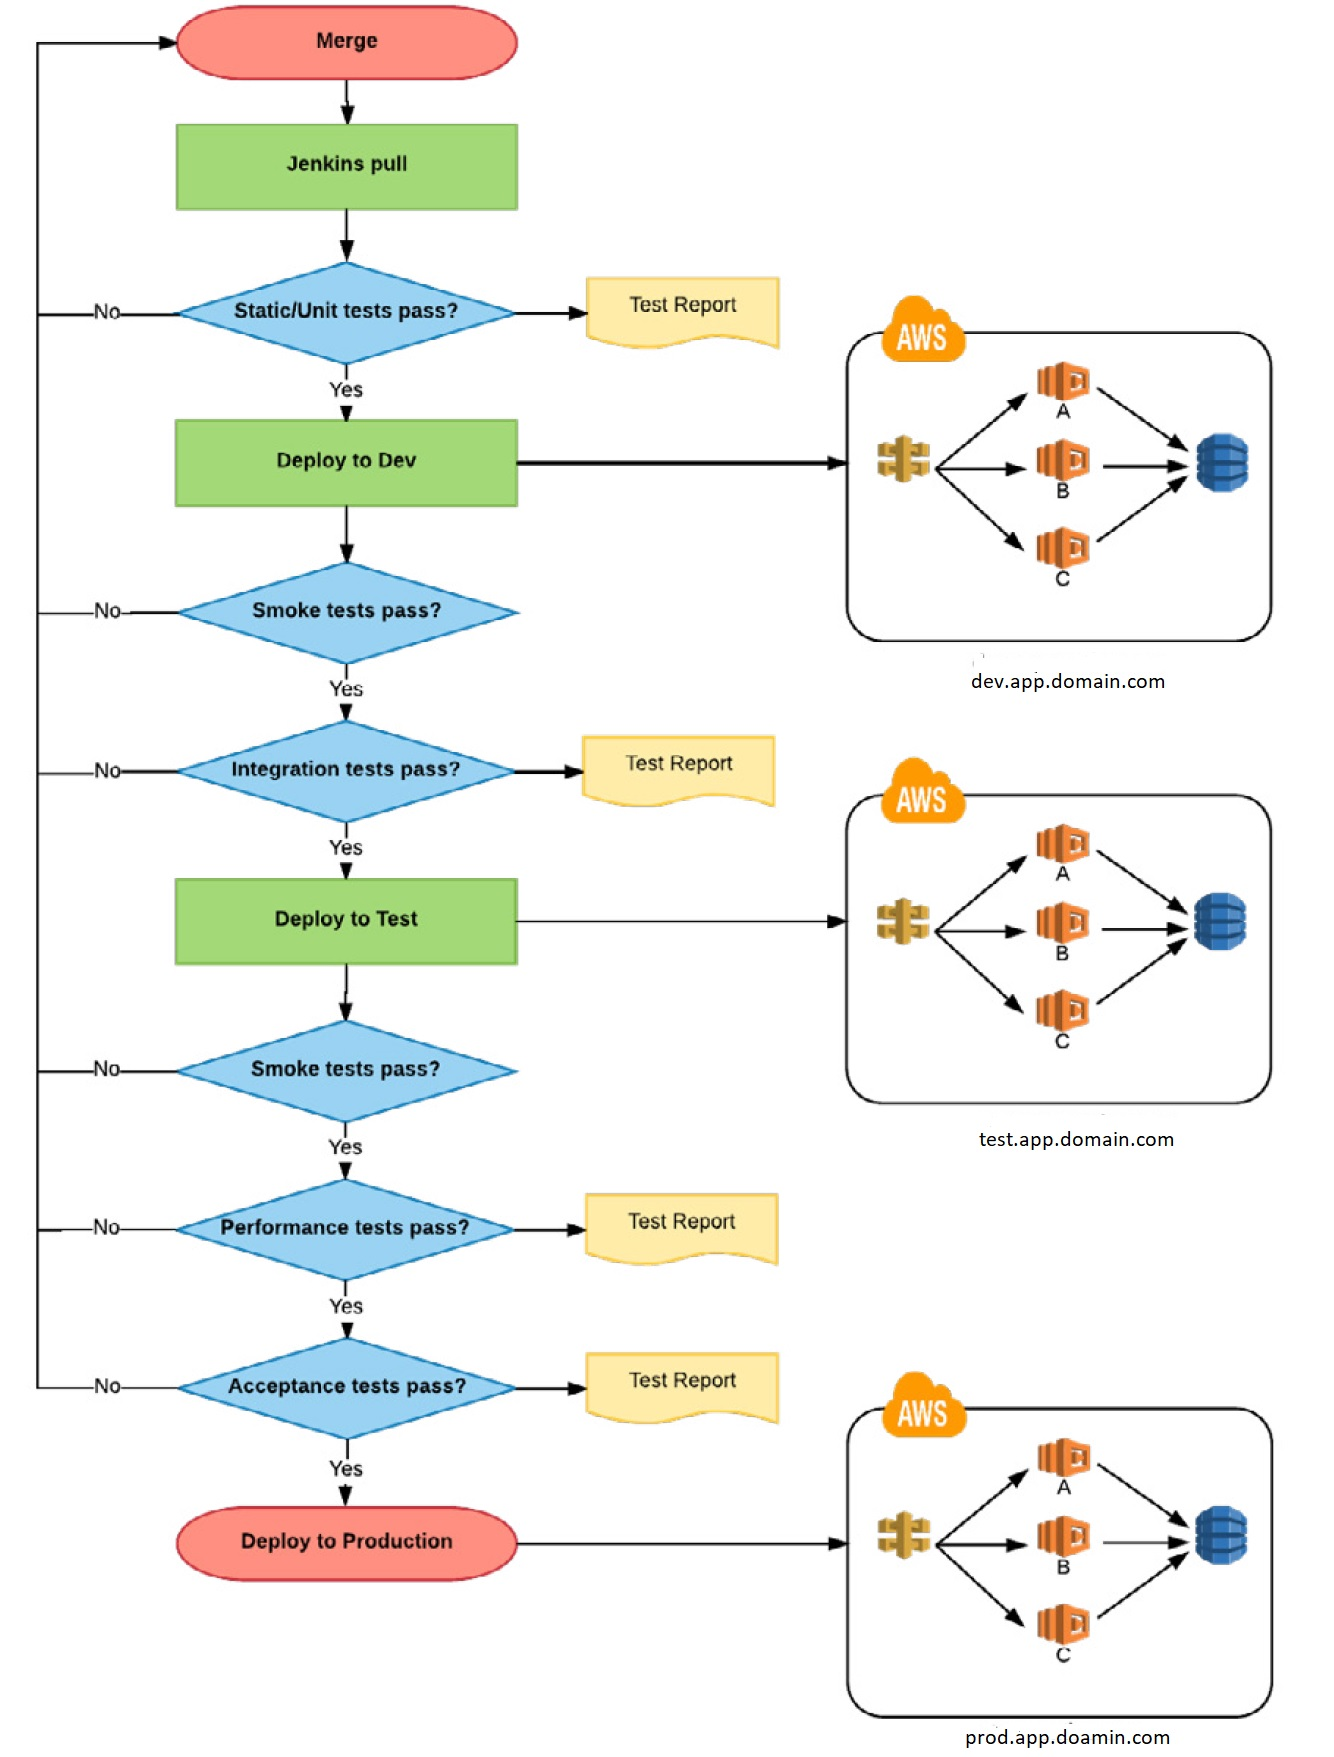 Merge
Jenkins pull
Static/Unit tests pass?
No
Test Report
Yes
Deploy to Dev
AWS
A
B
C
dev.app.domain.com
Smoke tests pass?
No
Yes
Integration tests pass?
No
Test Report
Yes
Deploy to Test
AWS
A
B
C
test.app.domain.com
Smoke tests pass?
No
Yes
Performance tests pass?
No
Test Report
Yes
Acceptance tests pass?
No
Test Report
Yes
Deploy to Production
AWS
A
B
C
prod.app.doamin.com